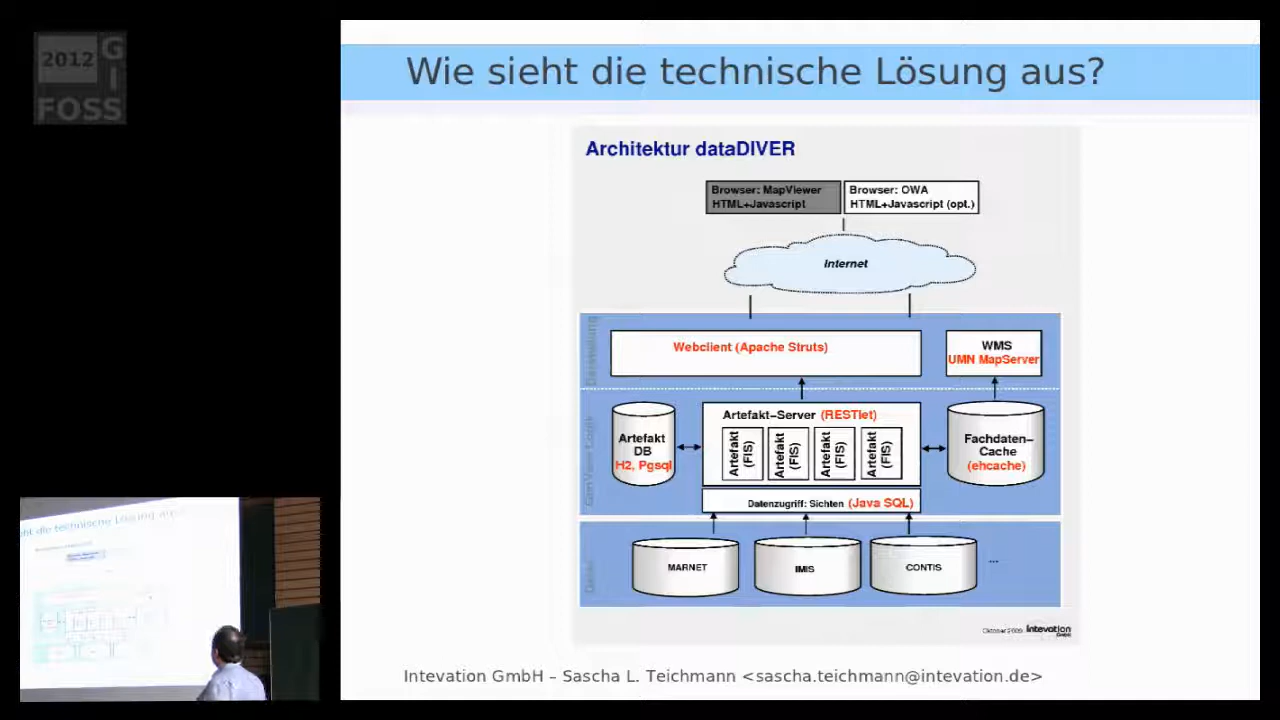 2012
GI
FOSS
Wie sieht die technische Lösung aus?
Architektur dataDIVER
Browser: MapViewer
HTML+Javascript
Browser: OWA
HTML+Javascript (opt.)
Internet
Darstellung
Webclient (Apache Struts)
WMS
UMN MapServer
Artefakt
DB
H2, Pgsql
Artefakt-Server (RESTlet)
Artefakt
(FIS)
Artefakt
(FIS)
Artefakt
(FIS)
Artefakt
(FIS)
Fachdaten-
Cache
(ehcache)
Datenzugriff: Sichten (Java SQL)
MARNET
IMIS
CONTIS
...
Oktober 2009 Intevation
GmbH
Intevation GmbH – Sascha L. Teichmann <sascha.teichmann@intevation.de>